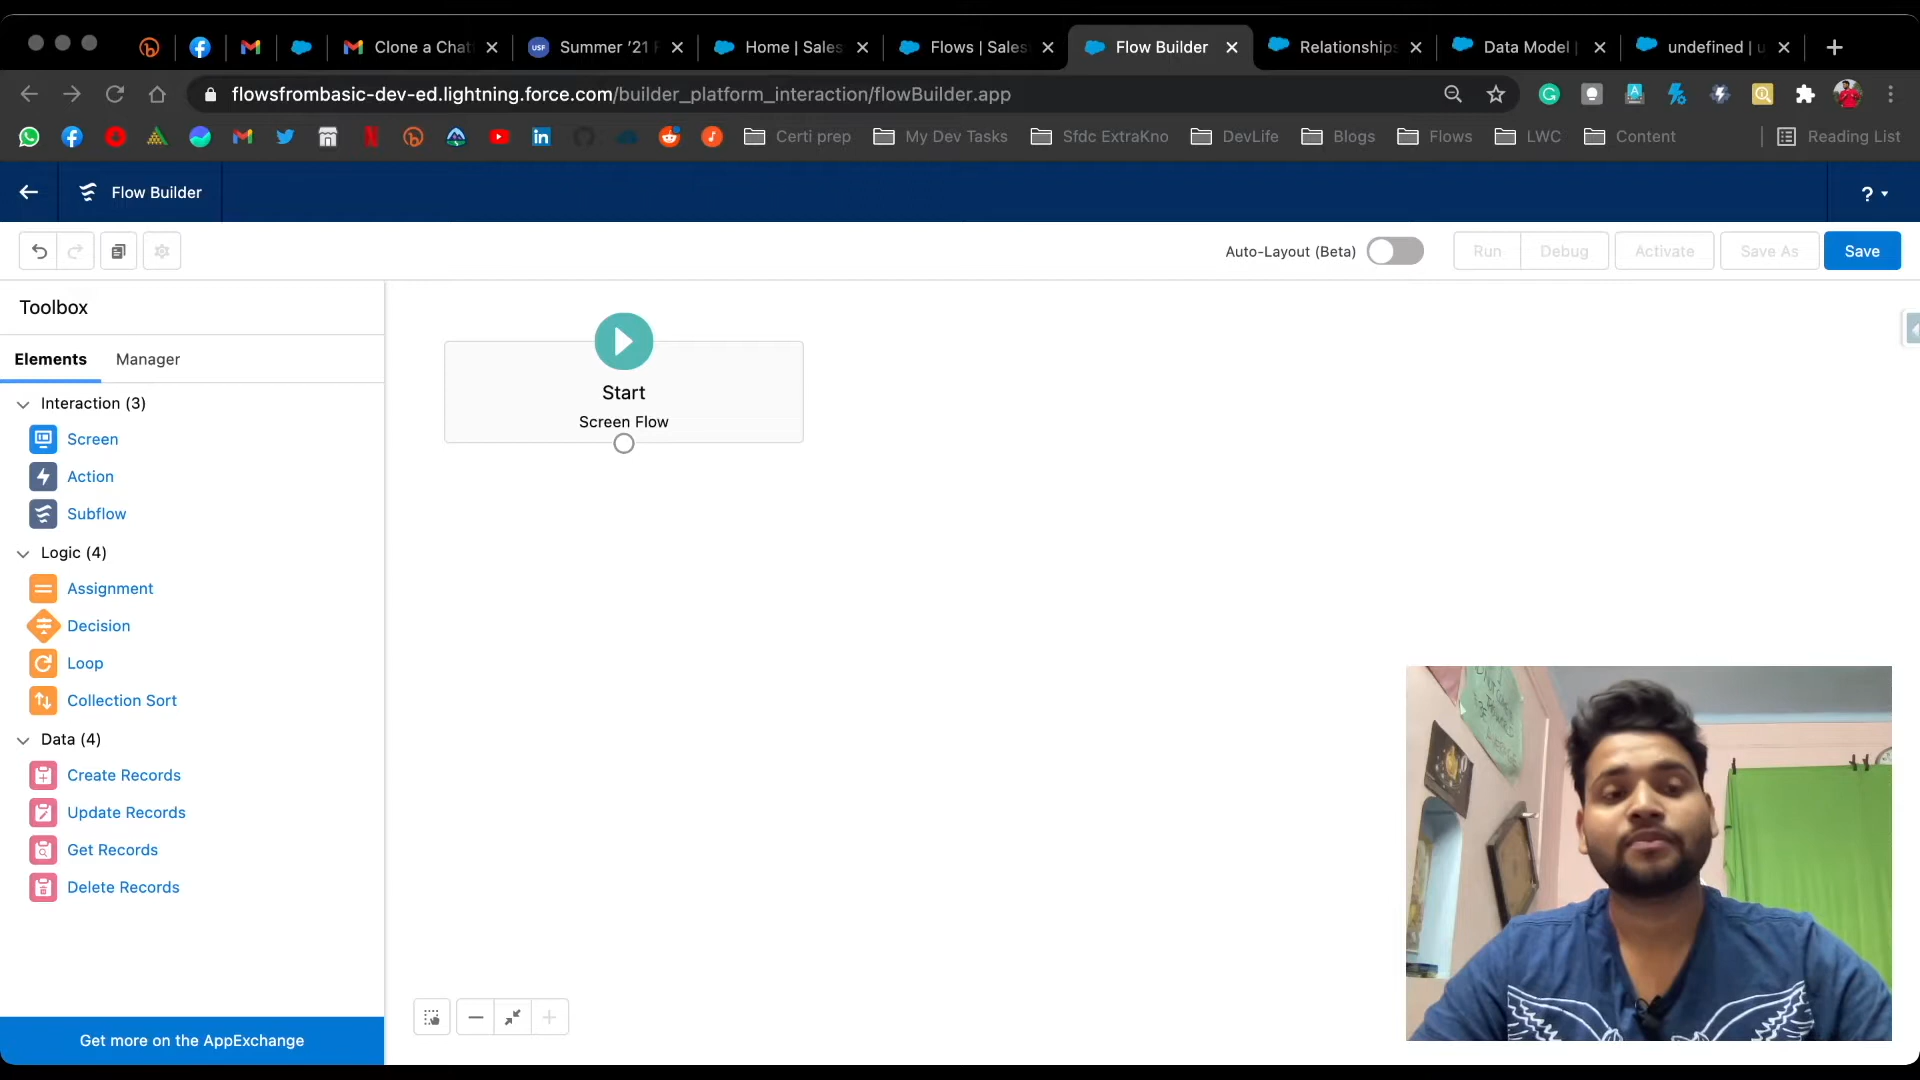 Clone a Chat
Summer '21
Home | Sales
Flows | Sales
Flow Builder
Relationships
Data Model |
undefined | u
flowsfrombasic-dev-ed.lightning.force.com/builder_platform_interaction/flowBuilder.app
Certi prep
My Dev Tasks
Sfdc ExtraKno
DevLife
Blogs
Flows
LWC
Content
Reading List
Flow Builder
?
Auto-Layout (Beta)
Run
Debug
Activate
Save As
Save
Toolbox
Elements
Manager
Interaction (3)
Screen
Action
Subflow
Logic (4)
Assignment
Decision
Loop
Collection Sort
Data (4)
Create Records
Update Records
Get Records
Delete Records
Get more on the AppExchange
Start
Screen Flow